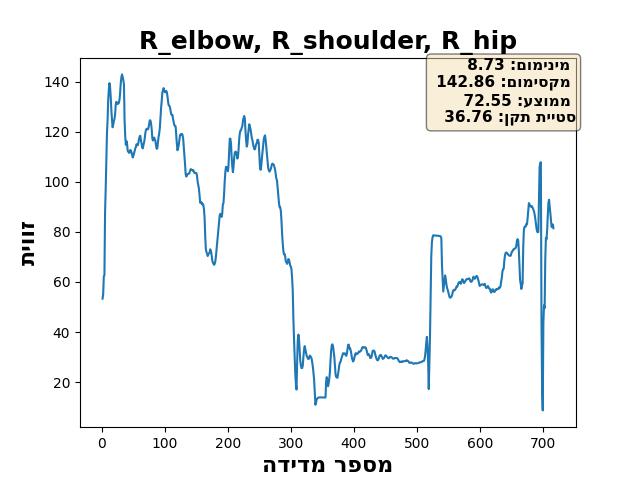 R_elbow, R_shoulder, R_hip
מינימום: 8.73
מקסימום: 142.86
ממוצע: 72.55
סטיית תקן: 36.76
זווית
140
120
100
80
60
40
20
0 100 200 300 400 500 600 700
מספר מדידה